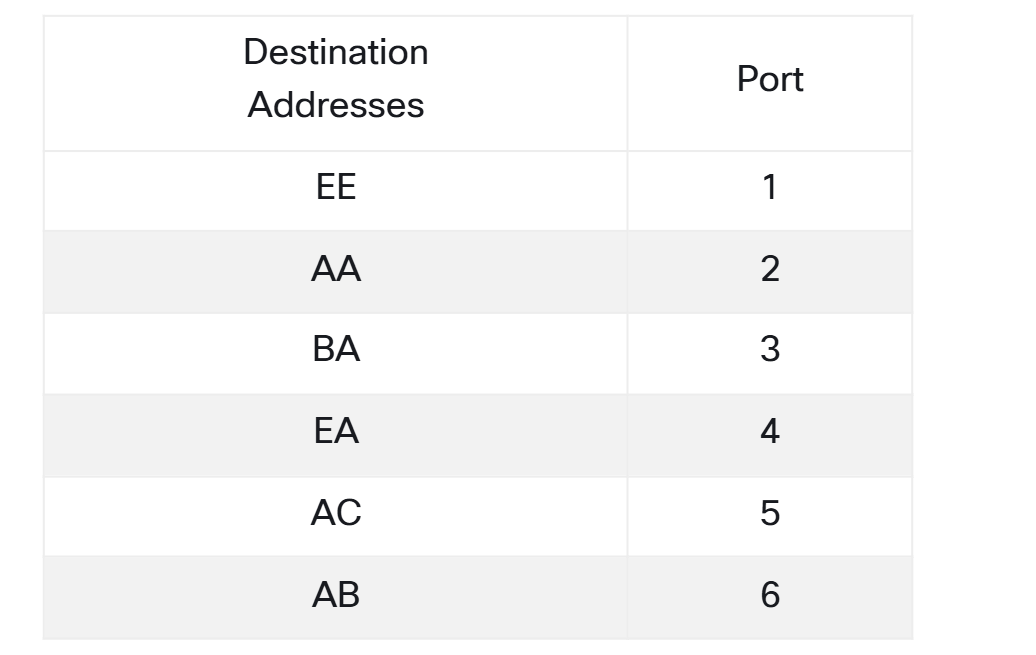 Destination
Addresses
Port
EE 1
AA 2
BA 3
EA 4
AC 5
AB 6